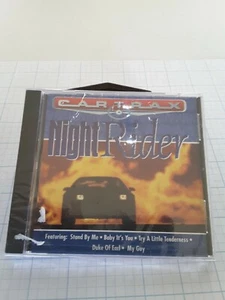 CARTRAX
Night Rider
Featuring: Stand By Me • Baby It's You • Try A Little Tenderness •
Duke Of Earl • My Guy